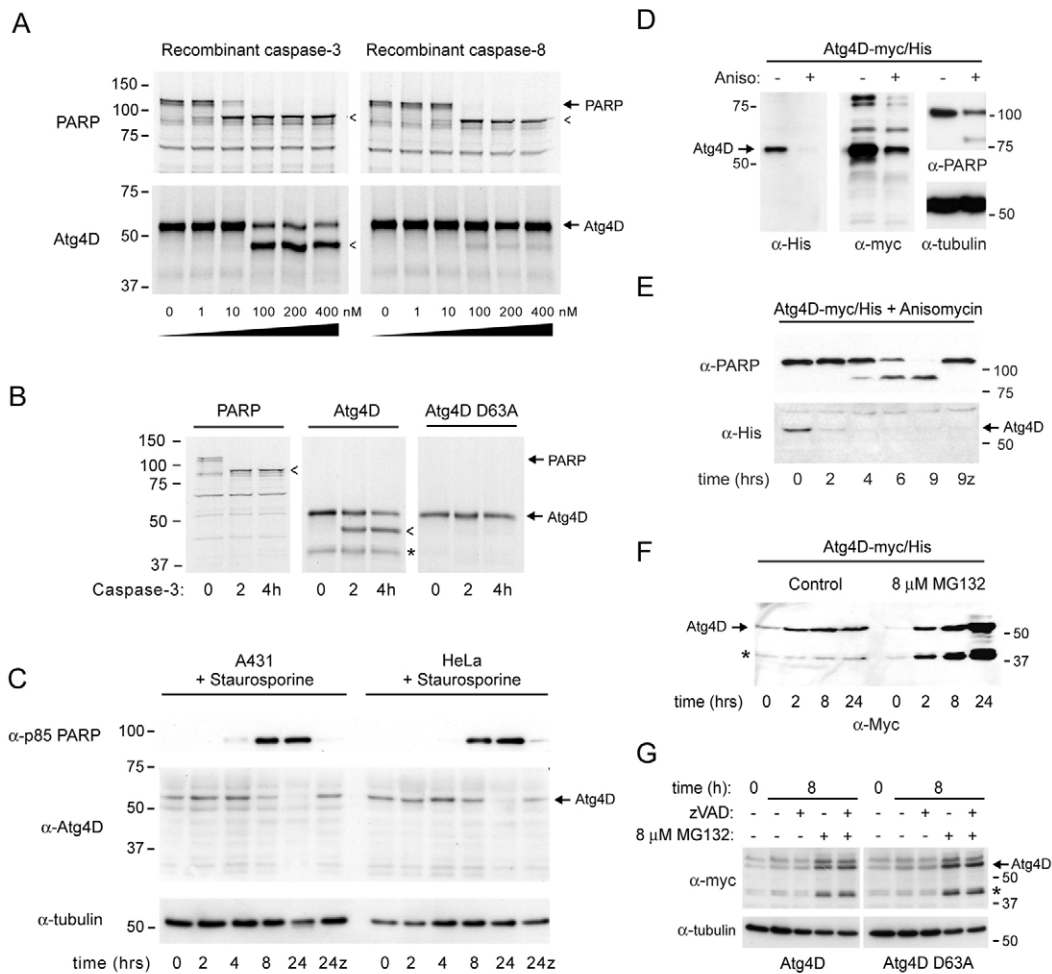 A
Recombinant caspase-3 Recombinant caspase-8
150
100
75
PARP
< PARP
<
75
50
37
Atg4D
< Atg4D
0 1 10 100 200 400 nM 0 1 10 100 200 400 nM
B
PARP Atg4D Atg4D D63A
150
100
75
50
37
< PARP
Atg4D
<
*
Caspase-3: 0 2 4h 0 2 4h 0 2 4h
C
A431 HeLa
+ Staurosporine + Staurosporine
α-p85 PARP
100
75
50
37
α-Atg4D
Atg4D
α-tubulin 50
time (hrs) 0 2 4 8 24 24z 0 2 4 8 24 24z
D
Atg4D-myc/His
Aniso: - + - + - +
75
Atg4D
50
100
75
α-PARP
50
α-His α-myc α-tubulin
E
Atg4D-myc/His + Anisomycin
α-PARP
100
75
α-His
Atg4D
50
time (hrs) 0 2 4 6 9 9z
F
Atg4D-myc/His
Control 8 µM MG132
Atg4D
50
* 37
time (hrs) 0 2 8 24 0 2 8 24
α-Myc
G
time (h): 0 8 0 8
zVAD: - - + - + - - + - +
8 µM MG132: - - - + + - - - + +
α-myc
Atg4D
50
*
37
α-tubulin
50
Atg4D Atg4D D63A